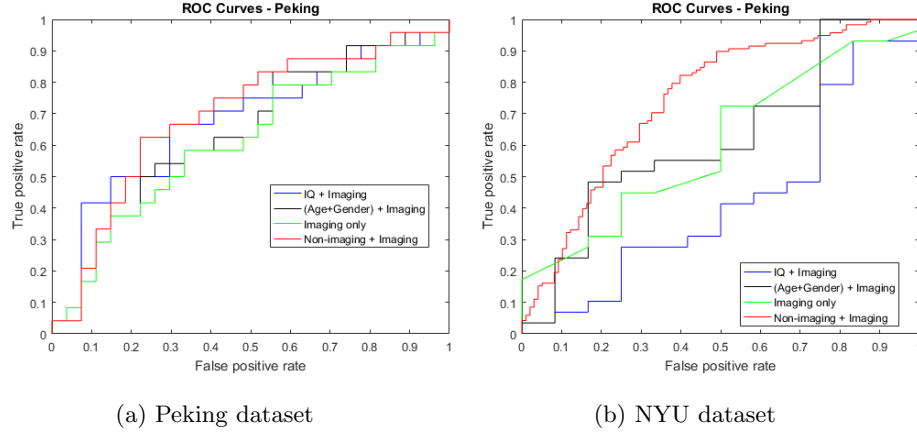 ROC Curves - Peking
1
0.9
0.8
0.7
0.6
0.5
0.4
0.3
0.2
0.1
0
True positive rate
IQ + Imaging
(Age+Gender) + Imaging
Imaging only
Non-imaging + Imaging
0 0.1 0.2 0.3 0.4 0.5 0.6 0.7 0.8 0.9 1
False positive rate
(a) Peking dataset
ROC Curves - Peking
1
0.9
0.8
0.7
0.6
0.5
0.4
0.3
0.2
0.1
0
True positive rate
IQ + Imaging
(Age+Gender) + Imaging
Imaging only
Non-imaging + Imaging
0 0.1 0.2 0.3 0.4 0.5 0.6 0.7 0.8 0.9
False positive rate
(b) NYU dataset